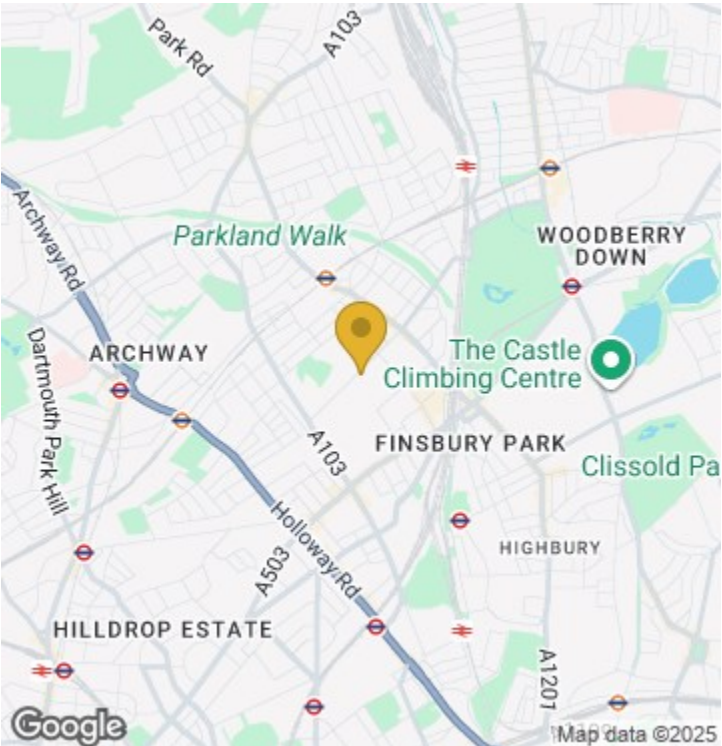 Park Rd
A103
Archway Rd
Parkland Walk
WOODBERRY
DOWN
ARCHWAY
The Castle
Climbing Centre
Dartmouth Park Hill
A103
FINSBURY PARK
Clissold Pa
Holloway Rd
A503
HIGHBURY
HILLDROP ESTATE
A1201
Google
Map data ©2025